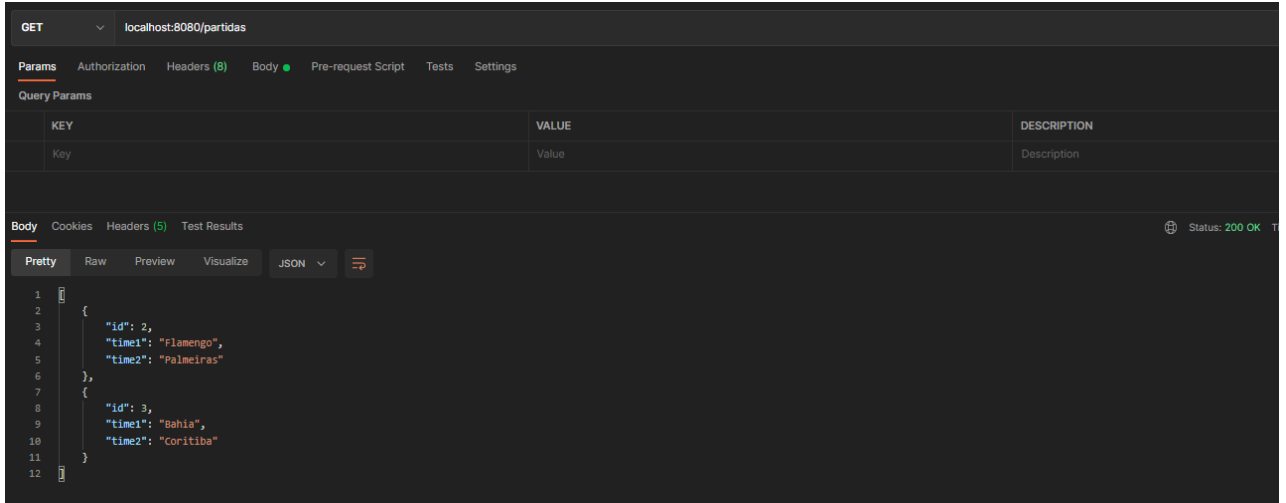 GET localhost:8080/partidas
Params Authorization Headers (8) Body Pre-request Script Tests Settings
Query Params
KEY VALUE DESCRIPTION
Key Value Description
Body Cookies Headers (5) Test Results Status: 200 OK
Pretty Raw Preview Visualize JSON
1 [
2 {
3 "id": 2,
4 "time1": "Flamengo",
5 "time2": "Palmeiras"
6 },
7 {
8 "id": 3,
9 "time1": "Bahia",
10 "time2": "Coritiba"
11 }
12 ]